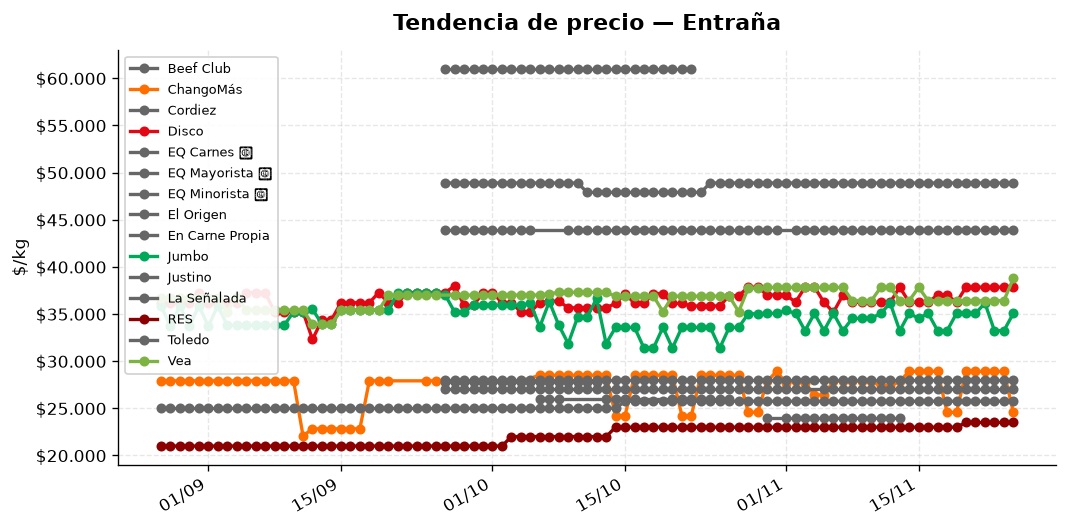 Tendencia de precio — Entraña
$/kg
$60.000
$55.000
$50.000
$45.000
$40.000
$35.000
$30.000
$25.000
$20.000
Beef Club
ChangoMás
Cordiez
Disco
EQ Carnes
EQ Mayorista
EQ Minorista
El Origen
En Carne Propia
Jumbo
Justino
La Señalada
RES
Toledo
Vea
01/09
15/09
01/10
15/10
01/11
15/11